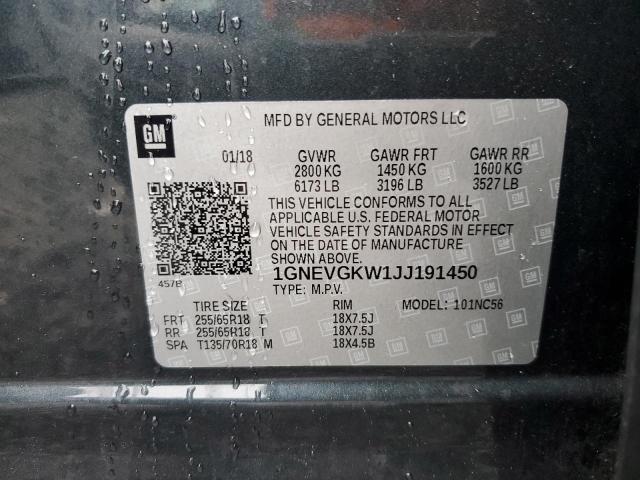 GM
MFD BY GENERAL MOTORS LLC
01/18 GVWR GAWR FRT GAWR RR
2800 KG 1450 KG 1600 KG
6173 LB 3196 LB 3527 LB
THIS VEHICLE CONFORMS TO ALL
APPLICABLE U.S. FEDERAL MOTOR
VEHICLE SAFETY STANDARDS IN EFFECT
ON THE DATE OF MANUFACTURE
SHOWN ABOVE.
457B 1GNEVGKW1JJ191450
TYPE: M.P.V.
TIRE SIZE RIM MODEL: 101NC56
FRT 255/65R18 T 18X7.5J
RR 255/65R18 T 18X7.5J
SPA T135/70R18 M 18X4.5B